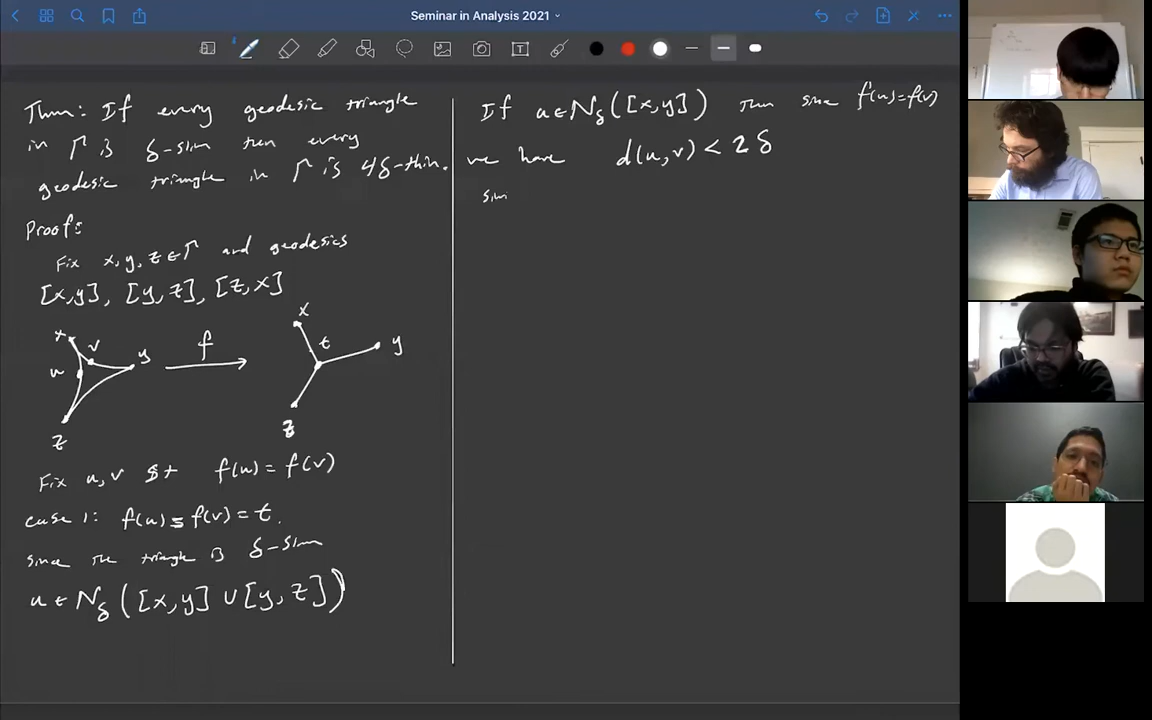 Seminar in Analysis 2021
Thm: If every geodesic triangle
in Γ is δ-slim then every
geodesic triangle in Γ is 4δ-thin.
Proof:
Fix x, y, z ∈ Γ and geodesics
[x,y], [y,z], [z,x]
x
v
y
u
z
f
x
t
y
z
Fix u, v st f(u) = f(v)
case 1: f(u) = f(v) = t.
since the triangle is δ-slim
u ∈ N_δ([x,y] ∪ [y,z])
If u ∈ N_δ([x,y]) then since f(u)=f(v)
we have d(u,v) < 2δ
sim